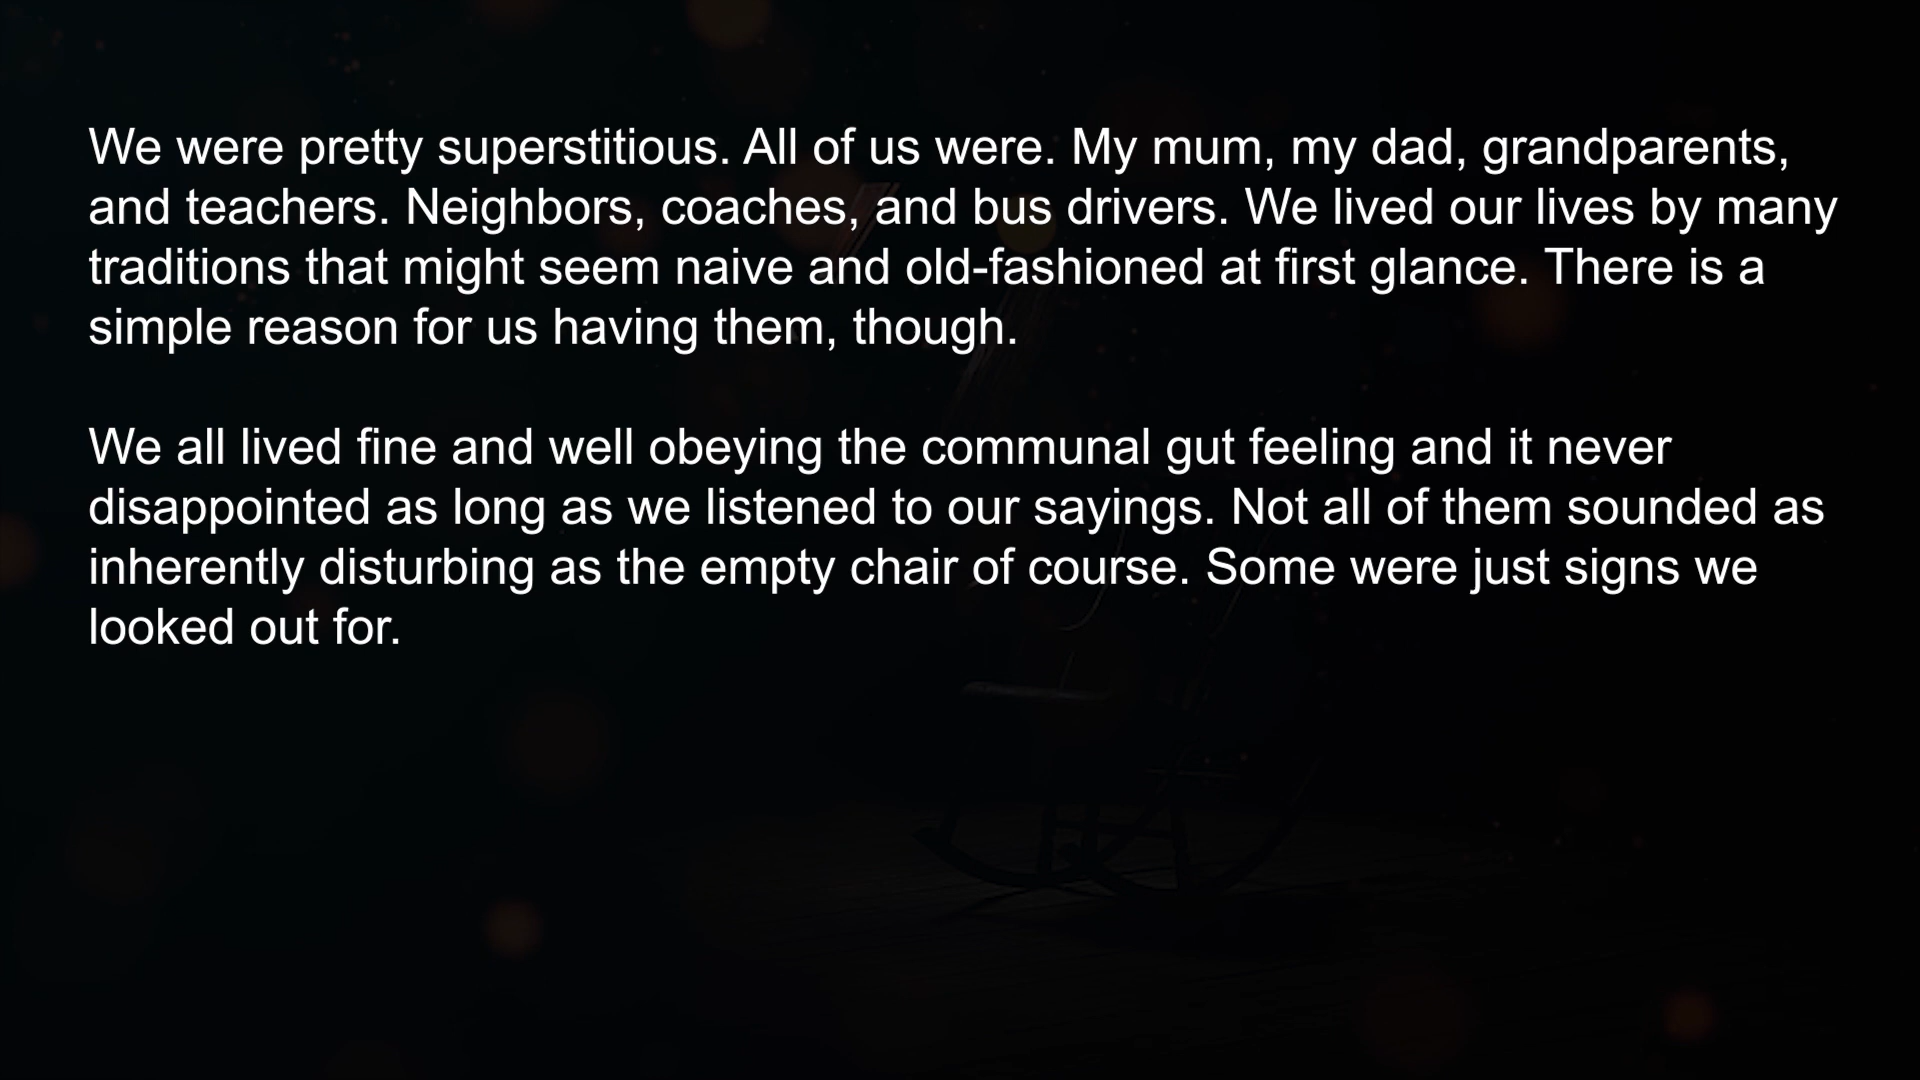 We were pretty superstitious. All of us were. My mum, my dad, grandparents,
and teachers. Neighbors, coaches, and bus drivers. We lived our lives by many
traditions that might seem naive and old-fashioned at first glance. There is a
simple reason for us having them, though.
We all lived fine and well obeying the communal gut feeling and it never
disappointed as long as we listened to our sayings. Not all of them sounded as
inherently disturbing as the empty chair of course. Some were just signs we
looked out for.